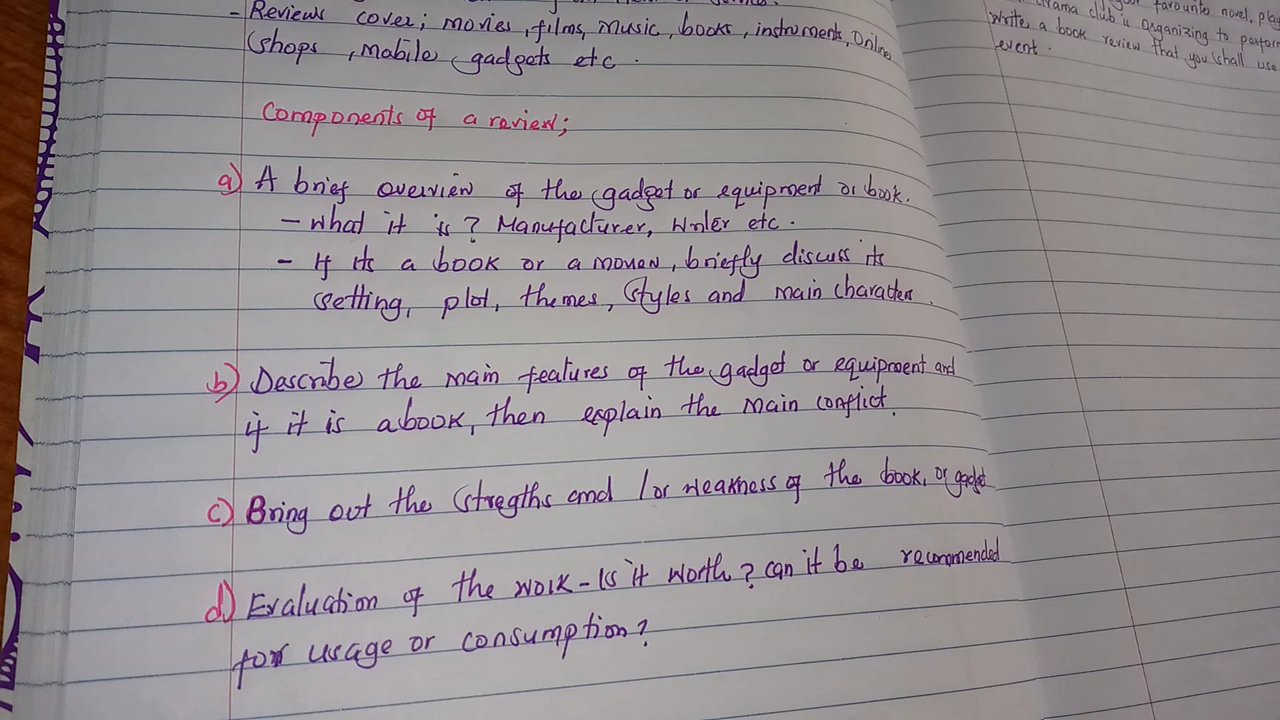 - Reviews cover; movies, films, music, books, instruments, Online
shops, mobile gadgets etc.
Components of a review;
a) A brief overview of the gadget or equipment or book.
- What it is? Manufacturer, Writer etc.
- If its a book or a movie, briefly discuss its
setting, plot, themes, styles and main characters.
b) Describe the main features of the gadget or equipment and
if it is a book, then explain the main conflict.
c) Bring out the stregths and /or weakness of the book, or gadget
d) Evaluation of the work - Is it worth? can it be recommended
for usage or consumption?
favourite novel, play
drama club is organizing to perform
write a book review that you shall use
event.